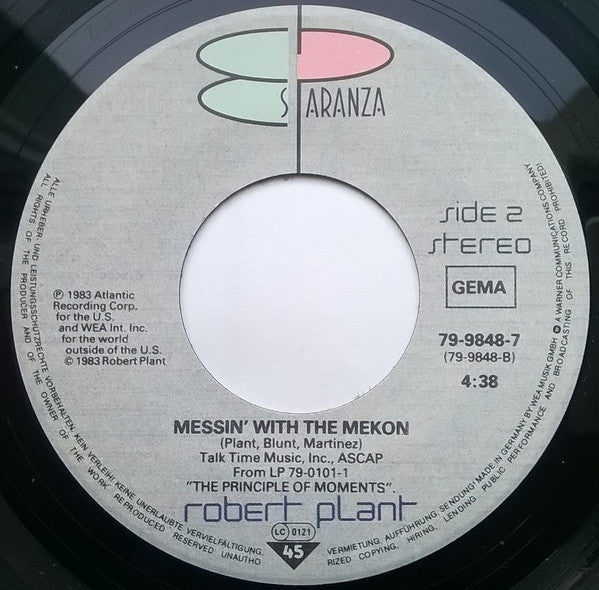 ES PARANZA
side 2
stereo
GEMA
℗ 1983 Atlantic
Recording Corp.
for the U.S.
and WEA Int. Inc.
for the world
outside of the U.S.
© 1983 Robert Plant
79-9848-7
(79-9848-B)
4:38
MESSIN' WITH THE MEKON
(Plant, Blunt, Martinez)
Talk Time Music, Inc., ASCAP
From LP 79-0101-1
"THE PRINCIPLE OF MOMENTS"
robert plant
LC 0121
45
ALLE URHEBER- UND LEISTUNGSSCHUTZRECHTE VORBEHALTEN. KEIN VERLEIH! KEINE UNERLAUBTE VERVIELFÄLTIGUNG, VERMIETUNG, AUFFÜHRUNG, SENDUNG! MADE IN GERMANY BY WEA MUSIK GMBH A WARNER COMMUNICATIONS COMPANY
ALL RIGHTS OF THE PRODUCER AND OF THE OWNER OF THE WORK REPRODUCED RESERVED UNAUTHORIZED COPYING, HIRING, LENDING, PUBLIC PERFORMANCE AND BROADCASTING OF THIS RECORD PROHIBITED!